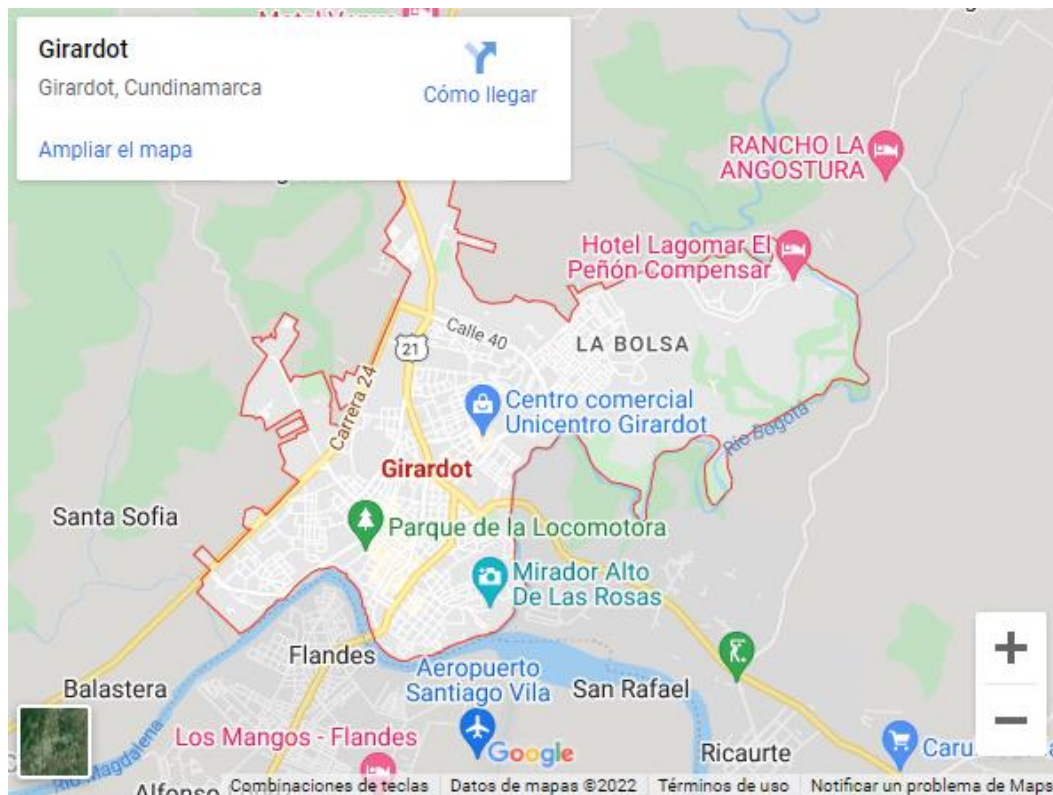 Girardot
Girardot, Cundinamarca
Cómo llegar
Ampliar el mapa
RANCHO LA
ANGOSTURA
Hotel Lagomar El
Peñón Compensar
Calle 40
21
LA BOLSA
Carrera 24
Centro comercial
Unicentro Girardot
Río Bogotá
Girardot
Santa Sofia
Parque de la Locomotora
Mirador Alto
De Las Rosas
Flandes
Aeropuerto
Santiago Vila
San Rafael
Balastera
Los Mangos - Flandes
Google
Ricaurte
Río Magdalena
Alfonso
Combinaciones de teclas
Datos de mapas ©2022
Términos de uso
Notificar un problema de Maps